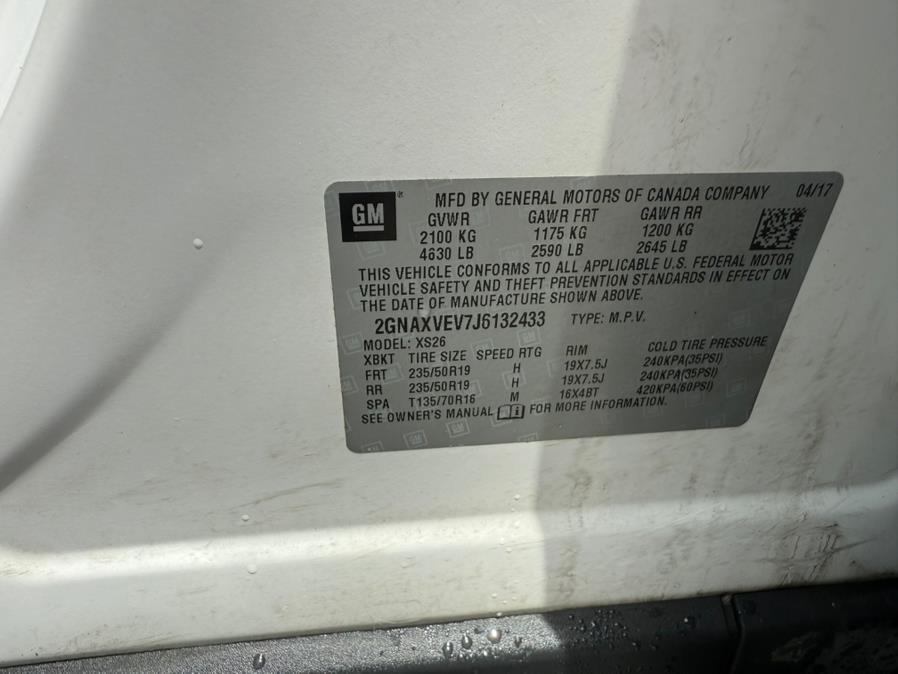 GM MFD BY GENERAL MOTORS OF CANADA COMPANY 04/17
GVWR GAWR FRT GAWR RR
2100 KG 1175 KG 1200 KG
4630 LB 2590 LB 2645 LB
THIS VEHICLE CONFORMS TO ALL APPLICABLE U.S. FEDERAL MOTOR
VEHICLE SAFETY AND THEFT PREVENTION STANDARDS IN EFFECT ON
THE DATE OF MANUFACTURE SHOWN ABOVE.
2GNAXVEV7J6132433 TYPE: M.P.V.
MODEL: XS26
XBKT TIRE SIZE SPEED RTG RIM COLD TIRE PRESSURE
FRT 235/50R19 H 19X7.5J 240KPA(35PSI)
RR 235/50R19 H 19X7.5J 240KPA(35PSI)
SPA T135/70R16 M 16X4BT 420KPA(60PSI)
SEE OWNER'S MANUAL FOR MORE INFORMATION.